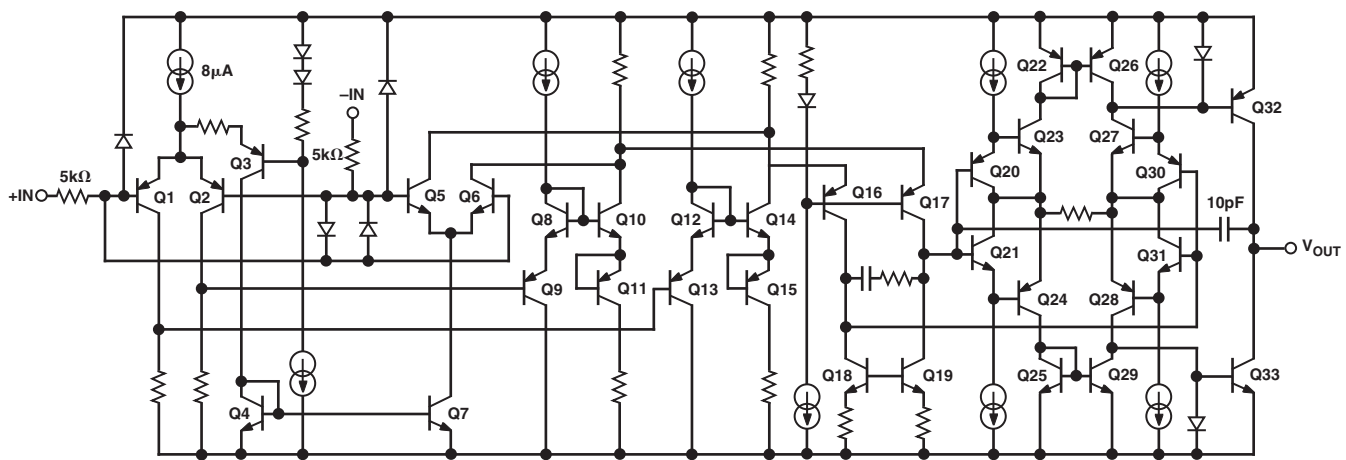 8µA
–IN
Q22
Q26
Q32
Q3
5kΩ
Q23
Q27
+IN
5kΩ
Q1
Q2
Q5
Q6
Q8
Q10
Q12
Q14
Q16
Q17
Q20
Q30
10pF
VOUT
Q21
Q31
Q9
Q11
Q13
Q15
Q24
Q28
Q4
Q7
Q18
Q19
Q25
Q29
Q33